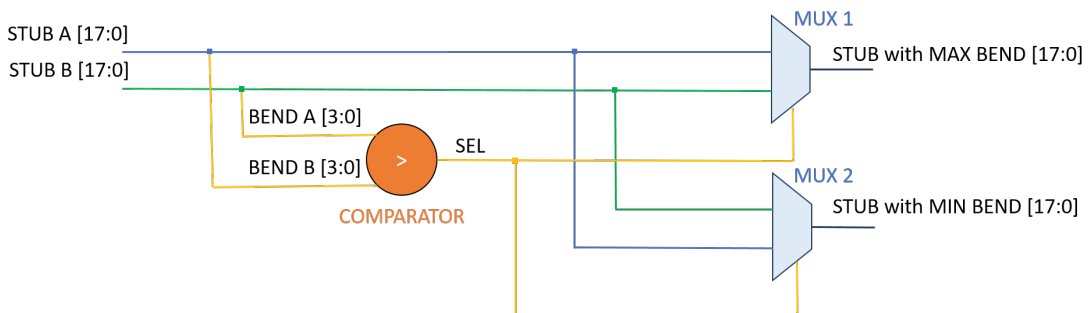 STUB A [17:0]
STUB B [17:0]
MUX 1
STUB with MAX BEND [17:0]
BEND A [3:0]
BEND B [3:0]
>
SEL
COMPARATOR
MUX 2
STUB with MIN BEND [17:0]